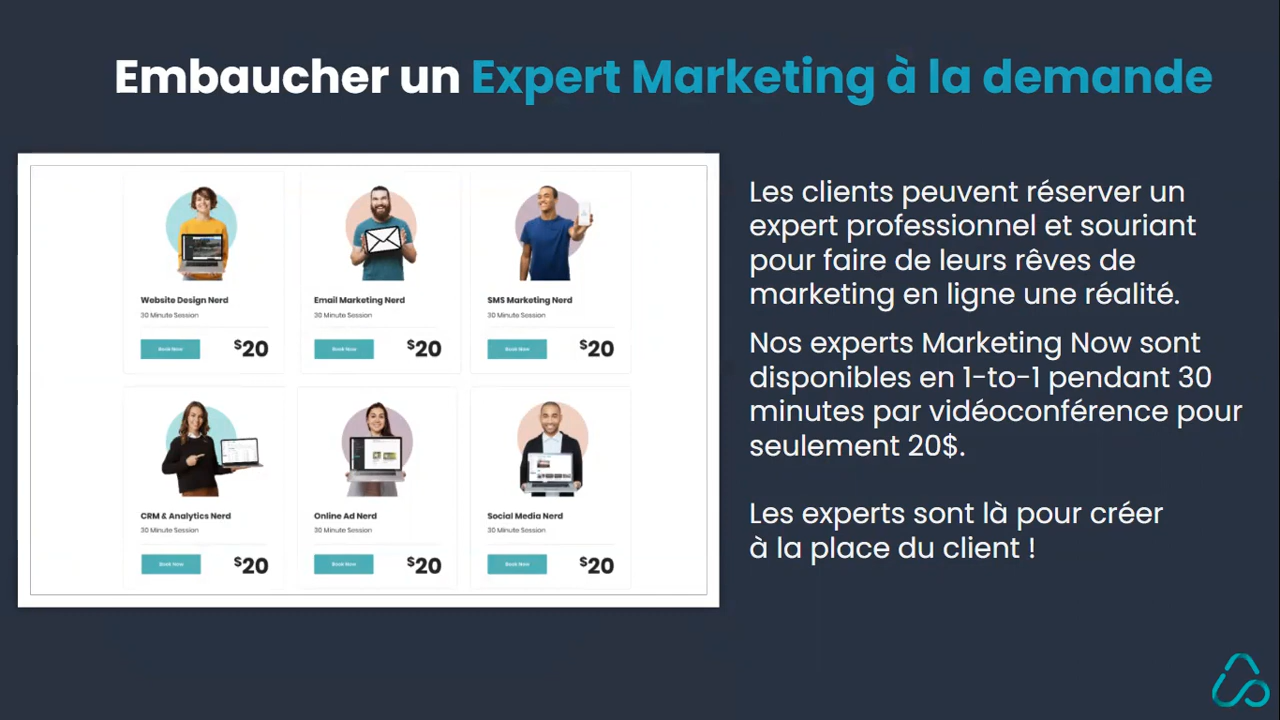 Embaucher un Expert Marketing à la demande
Website Design Nerd
30 Minute Session
Book Now
$20
Email Marketing Nerd
30 Minute Session
Book Now
$20
SMS Marketing Nerd
30 Minute Session
Book Now
$20
CRM & Analytics Nerd
30 Minute Session
Book Now
$20
Online Ad Nerd
30 Minute Session
Book Now
$20
Social Media Nerd
30 Minute Session
Book Now
$20
Les clients peuvent réserver un
expert professionnel et souriant
pour faire de leurs rêves de
marketing en ligne une réalité.
Nos experts Marketing Now sont
disponibles en 1-to-1 pendant 30
minutes par vidéoconférence pour
seulement 20$.
Les experts sont là pour créer
à la place du client !